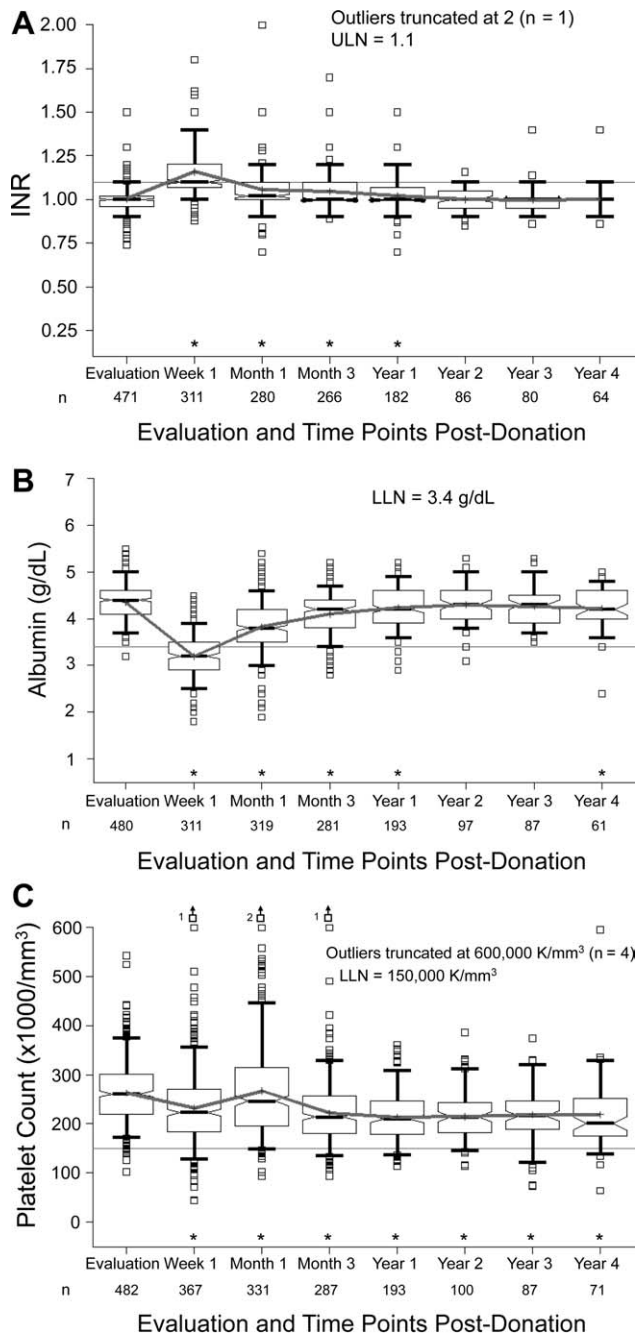 A
Outliers truncated at 2 (n = 1)
ULN = 1.1
INR
2.00
1.75
1.50
1.25
1.00
0.75
0.50
0.25
* * * *
Evaluation Week 1 Month 1 Month 3 Year 1 Year 2 Year 3 Year 4
n 471 311 280 266 182 86 80 64
Evaluation and Time Points Post-Donation
B
LLN = 3.4 g/dL
Albumin (g/dL)
7
6
5
4
3
2
1
* * * * *
Evaluation Week 1 Month 1 Month 3 Year 1 Year 2 Year 3 Year 4
n 480 311 319 281 193 97 87 61
Evaluation and Time Points Post-Donation
C
1 2 1
Outliers truncated at 600,000 K/mm³ (n = 4)
LLN = 150,000 K/mm³
Platelet Count (x1000/mm³)
600
500
400
300
200
100
0
* * * * * * *
Evaluation Week 1 Month 1 Month 3 Year 1 Year 2 Year 3 Year 4
n 482 367 331 287 193 100 87 71
Evaluation and Time Points Post-Donation